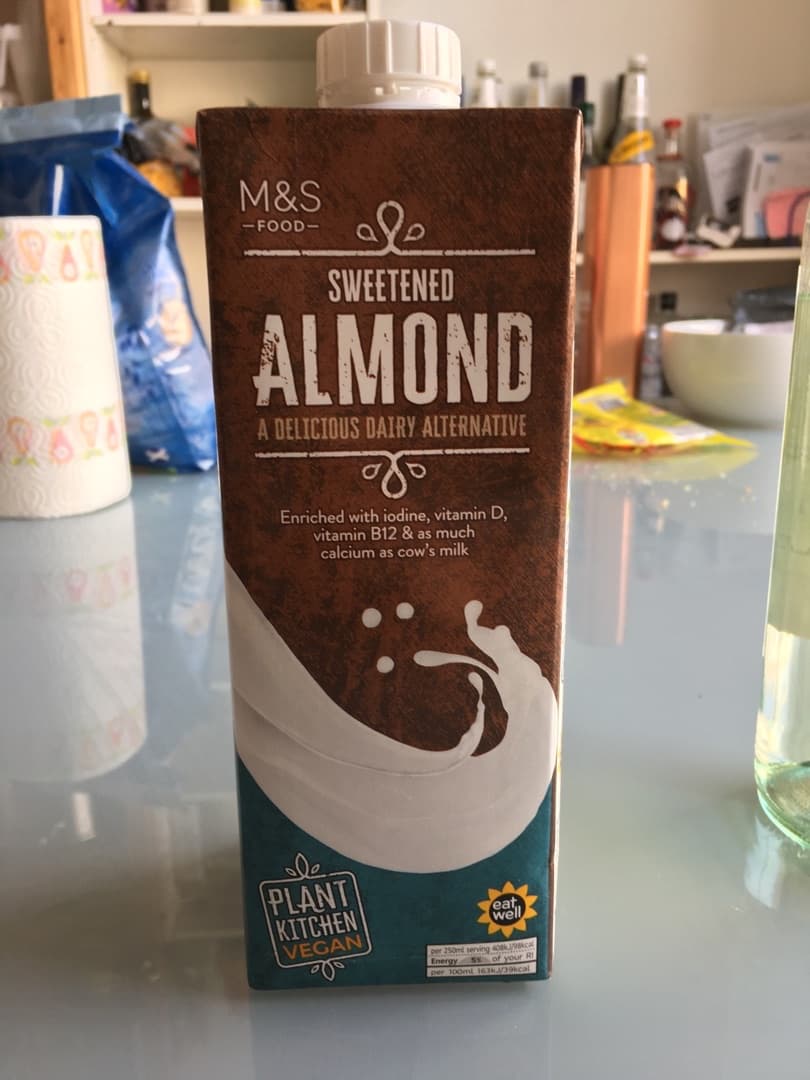 M&S
FOOD
SWEETENED
ALMOND
A DELICIOUS DAIRY ALTERNATIVE
Enriched with iodine, vitamin D,
vitamin B12 & as much
calcium as cow's milk
PLANT
KITCHEN
VEGAN
eat
well
per 250ml serving 408kJ/98kcal
Energy 5% of your RI
per 100ml 163kJ/39kcal